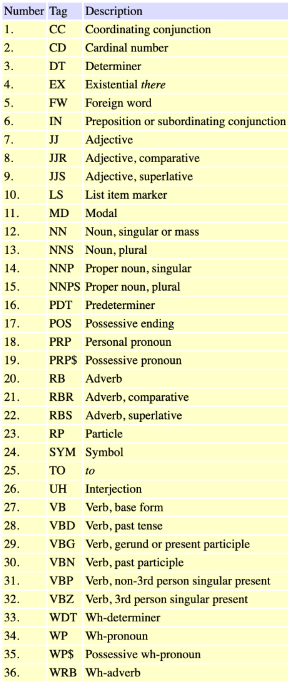 Number Tag Description
1. CC Coordinating conjunction
2. CD Cardinal number
3. DT Determiner
4. EX Existential there
5. FW Foreign word
6. IN Preposition or subordinating conjunction
7. JJ Adjective
8. JJR Adjective, comparative
9. JJS Adjective, superlative
10. LS List item marker
11. MD Modal
12. NN Noun, singular or mass
13. NNS Noun, plural
14. NNP Proper noun, singular
15. NNPS Proper noun, plural
16. PDT Predeterminer
17. POS Possessive ending
18. PRP Personal pronoun
19. PRP$ Possessive pronoun
20. RB Adverb
21. RBR Adverb, comparative
22. RBS Adverb, superlative
23. RP Particle
24. SYM Symbol
25. TO to
26. UH Interjection
27. VB Verb, base form
28. VBD Verb, past tense
29. VBG Verb, gerund or present participle
30. VBN Verb, past participle
31. VBP Verb, non-3rd person singular present
32. VBZ Verb, 3rd person singular present
33. WDT Wh-determiner
34. WP Wh-pronoun
35. WP$ Possessive wh-pronoun
36. WRB Wh-adverb